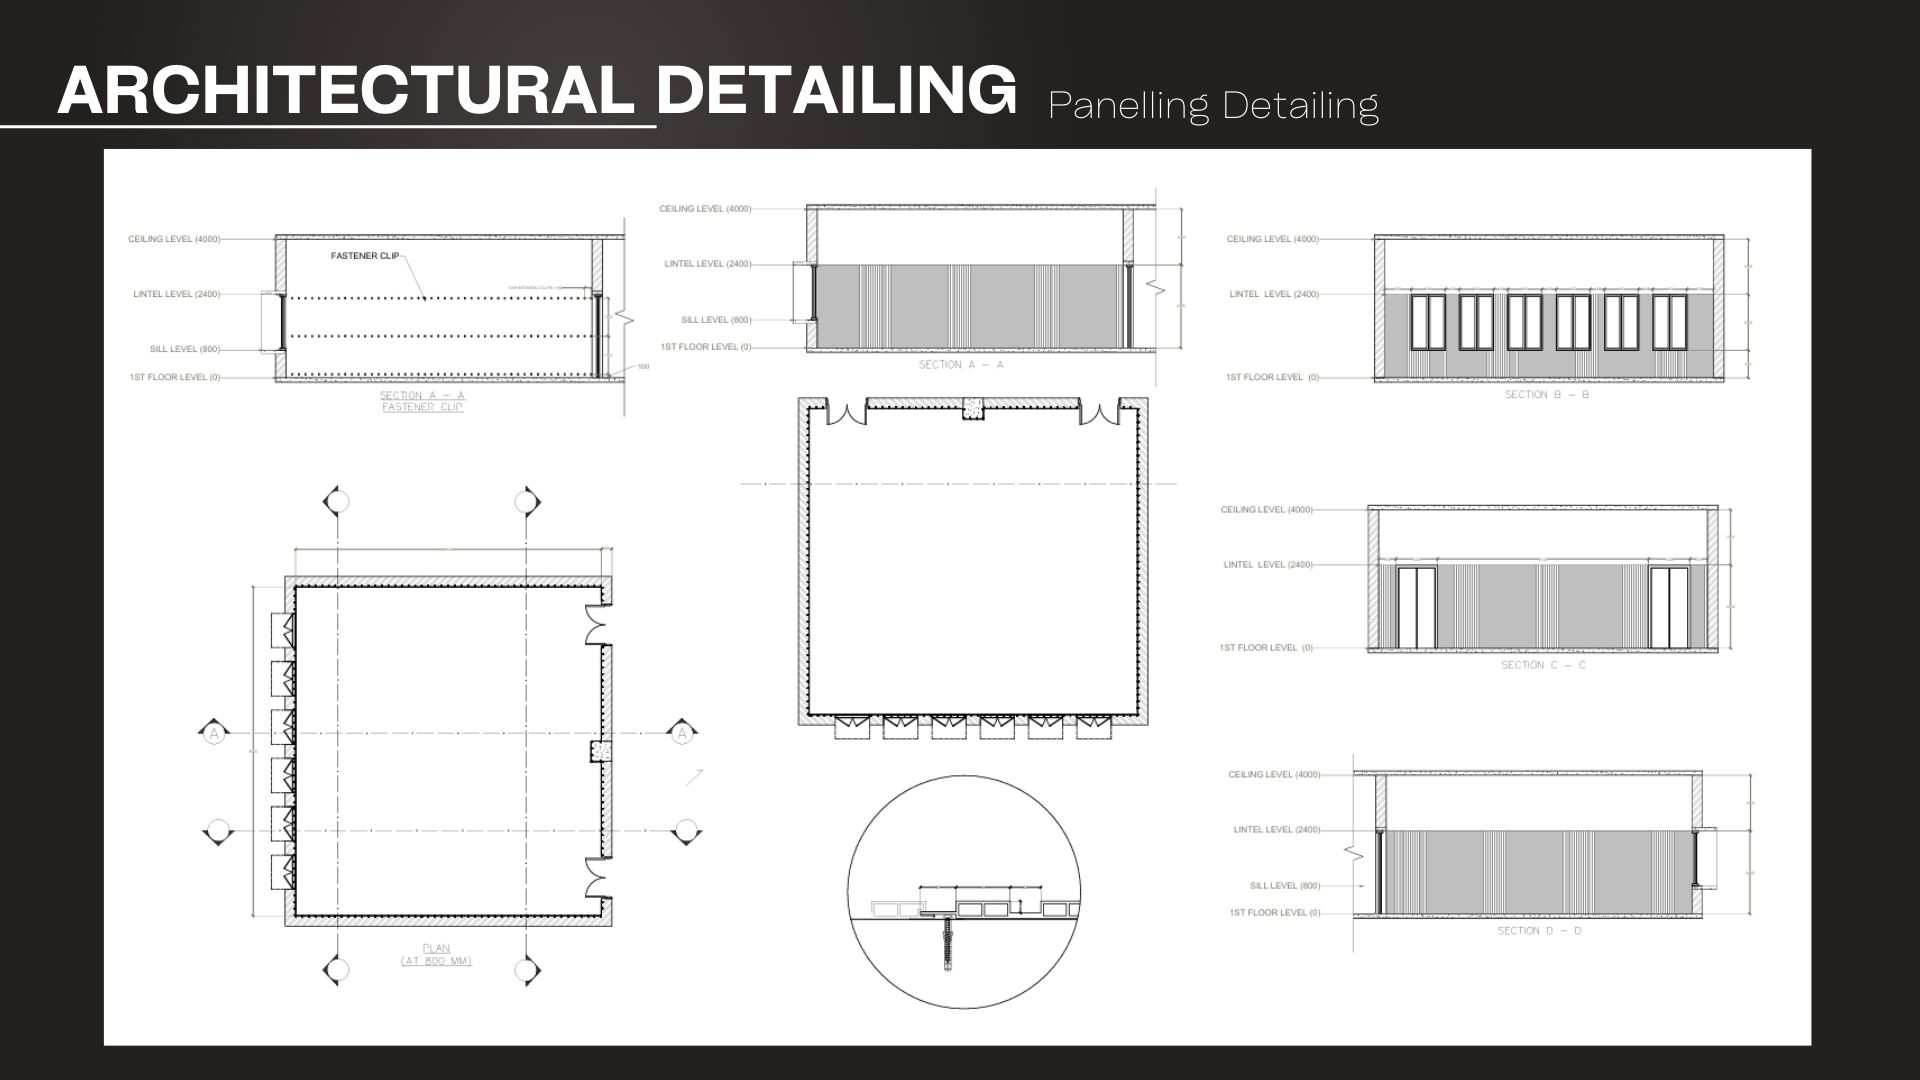 ARCHITECTURAL DETAILING Panelling Detailing
CEILING LEVEL (4000)
FASTENER CLIP
LINTEL LEVEL (2400)
SILL LEVEL (800)
100
1ST FLOOR LEVEL (0)
SECTION A - A
FASTENER CLIP
CEILING LEVEL (4000)
LINTEL LEVEL (2400)
SILL LEVEL (800)
1ST FLOOR LEVEL (0)
SECTION A - A
CEILING LEVEL (4000)
LINTEL LEVEL (2400)
1ST FLOOR LEVEL (0)
SECTION B - B
A
A
PLAN
(AT 800 MM)
CEILING LEVEL (4000)
LINTEL LEVEL (2400)
1ST FLOOR LEVEL (0)
SECTION C - C
CEILING LEVEL (4000)
LINTEL LEVEL (2400)
SILL LEVEL (800)
1ST FLOOR LEVEL (0)
SECTION D - D